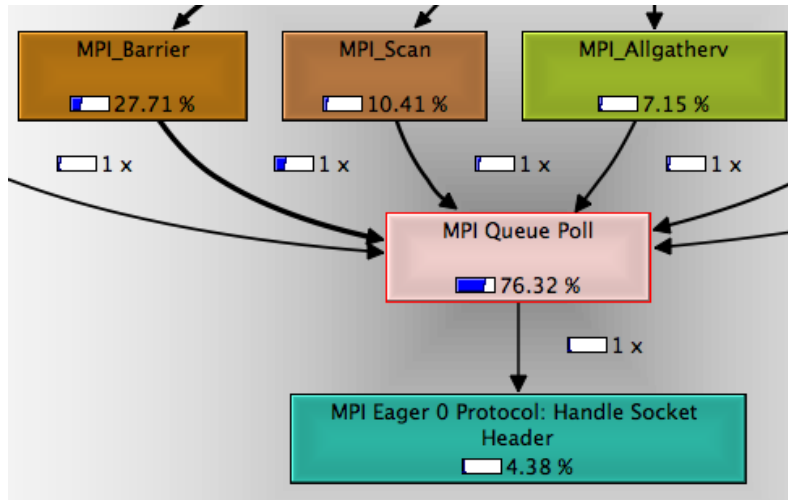 MPI_Barrier
MPI_Scan
MPI_Allgatherv
27.71 %
10.41 %
7.15 %
1 x
1 x
1 x
1 x
MPI Queue Poll
76.32 %
1 x
MPI Eager 0 Protocol: Handle Socket
Header
4.38 %